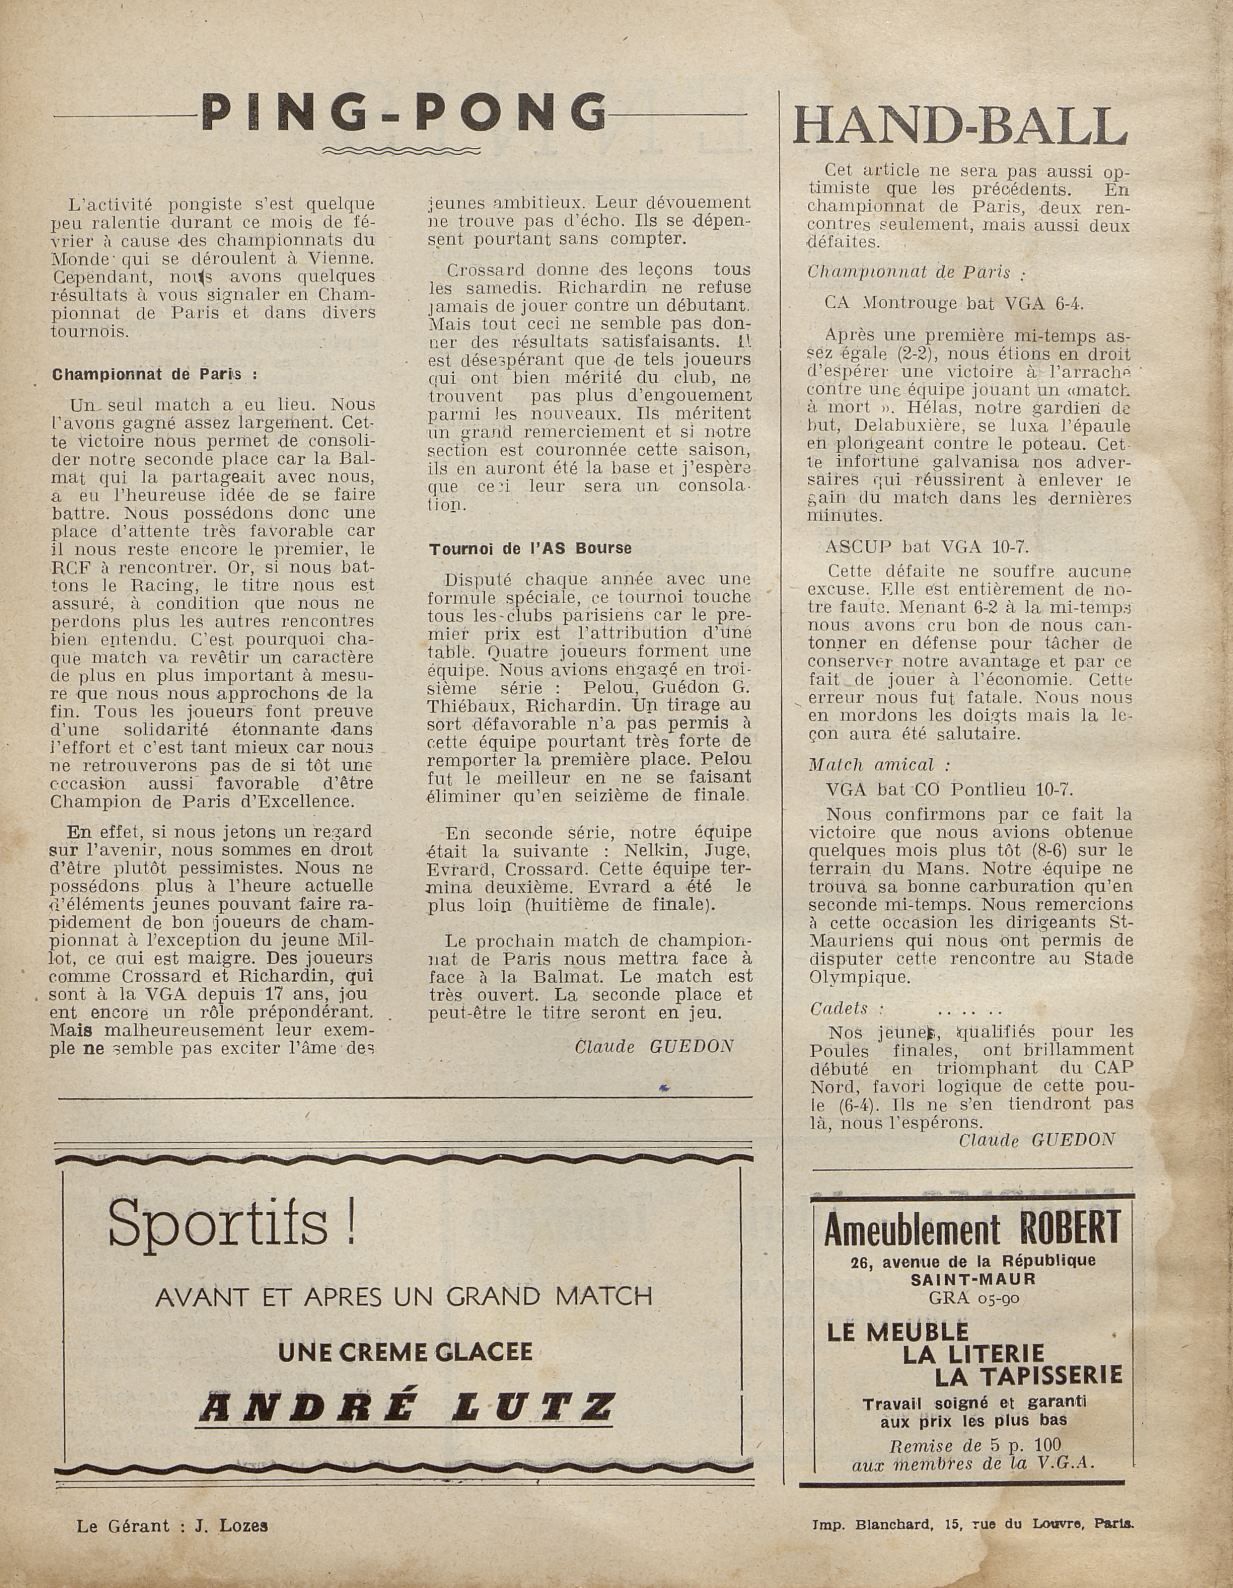 PING-PONG
L'activité pongiste s'est quelque
peu ralentie durant ce mois de fé-
vrier à cause des championnats du
Monde qui se déroulent à Vienne.
Cependant, nous avons quelques
résultats à vous signaler en Cham-
pionnat de Paris et dans divers
tournois.
Championnat de Paris :
Un seul match a eu lieu. Nous
l'avons gagné assez largement. Cet-
te victoire nous permet de consoli-
der notre seconde place car la Bal-
mat qui la partageait avec nous,
a eu l'heureuse idée de se faire
battre. Nous possédons donc une
place d'attente très favorable car
il nous reste encore le premier, le
RCF à rencontrer. Or, si nous bat-
tons le Racing, le titre nous est
assuré, à condition que nous ne
perdons plus les autres rencontres
bien entendu. C'est pourquoi cha-
que match va revêtir un caractère
de plus en plus important à mesu-
re que nous nous approchons de la
fin. Tous les joueurs font preuve
d'une solidarité étonnante dans
l'effort et c'est tant mieux car nous
ne retrouverons pas de si tôt une
occasion aussi favorable d'être
Champion de Paris d'Excellence.
En effet, si nous jetons un regard
sur l'avenir, nous sommes en droit
d'être plutôt pessimistes. Nous ne
possédons plus à l'heure actuelle
d'éléments jeunes pouvant faire ra-
pidement de bon joueurs de cham-
pionnat à l'exception du jeune Mil-
lot, ce qui est maigre. Des joueurs
comme Crossard et Richardin, qui
sont à la VGA depuis 17 ans, jou
ent encore un rôle prépondérant.
Mais malheureusement leur exem-
ple ne semble pas exciter l'âme des
jeunes ambitieux. Leur dévouement
ne trouve pas d'écho. Ils se dépen-
sent pourtant sans compter.
Crossard donne des leçons tous
les samedis. Richardin ne refuse
jamais de jouer contre un débutant.
Mais tout ceci ne semble pas don-
ner des résultats satisfaisants. Il
est désespérant que de tels joueurs
qui ont bien mérité du club, ne
trouvent pas plus d'engouement
parmi les nouveaux. Ils méritent
un grand remerciement et si notre
section est couronnée cette saison,
ils en auront été la base et j'espère
que ceci leur sera un consola-
tion.
Tournoi de l'AS Bourse
Disputé chaque année avec une
formule spéciale, ce tournoi touche
tous les clubs parisiens car le pre-
mier prix est l'attribution d'une
table. Quatre joueurs forment une
équipe. Nous avions engagé en troi-
sième série : Pelou, Guédon G.
Thiébaux, Richardin. Un tirage au
sort défavorable n'a pas permis à
cette équipe pourtant très forte de
remporter la première place. Pelou
fut le meilleur en ne se faisant
éliminer qu'en seizième de finale.
En seconde série, notre équipe
était la suivante : Nelkin, Juge,
Evrard, Crossard. Cette équipe ter-
mina deuxième. Evrard a été le
plus loin (huitième de finale).
Le prochain match de champion-
nat de Paris nous mettra face à
face à la Balmat. Le match est
très ouvert. La seconde place et
peut-être le titre seront en jeu.
Claude GUEDON
HAND-BALL
Cet article ne sera pas aussi op-
timiste que les précédents. En
championnat de Paris, deux ren-
contres seulement, mais aussi deux
défaites.
Championnat de Paris :
CA Montrouge bat VGA 6-4.
Après une première mi-temps as-
sez égale (2-2), nous étions en droit
d'espérer une victoire à l'arrache
contre une équipe jouant un «match
à mort ». Hélas, notre gardien de
but, Delabuxière, se luxa l'épaule
en plongeant contre le poteau. Cet-
te infortune galvanisa nos adver-
saires qui réussirent à enlever le
gain du match dans les dernières
minutes.
ASCUP bat VGA 10-7.
Cette défaite ne souffre aucune
excuse. Elle est entièrement de no-
tre faute. Menant 6-2 à la mi-temps
nous avons cru bon de nous can-
tonner en défense pour tâcher de
conserver notre avantage et par ce
fait de jouer à l'économie. Cette
erreur nous fut fatale. Nous nous
en mordons les doigts mais la le-
çon aura été salutaire.
Match amical :
VGA bat CO Pontlieu 10-7.
Nous confirmons par ce fait la
victoire que nous avions obtenue
quelques mois plus tôt (8-6) sur le
terrain du Mans. Notre équipe ne
trouva sa bonne carburation qu'en
seconde mi-temps. Nous remercions
à cette occasion les dirigeants St-
Mauriens qui nous ont permis de
disputer cette rencontre au Stade
Olympique.
Cadets : . . . . .
Nos jeunes, qualifiés pour les
Poules finales, ont brillamment
débuté en triomphant du CAP
Nord, favori logique de cette pou-
le (6-4). Ils ne s'en tiendront pas
là, nous l'espérons.
Claude GUEDON
Sportifs !
AVANT ET APRES UN GRAND MATCH
UNE CREME GLACEE
ANDRÉ LUTZ
Ameublement ROBERT
26, avenue de la République
SAINT-MAUR
GRA 05-90
LE MEUBLE
LA LITERIE
LA TAPISSERIE
Travail soigné et garanti
aux prix les plus bas
Remise de 5 p. 100
aux membres de la V.G.A.
Le Gérant : J. Lozes
Imp. Blanchard, 15, rue du Louvre, Paris.